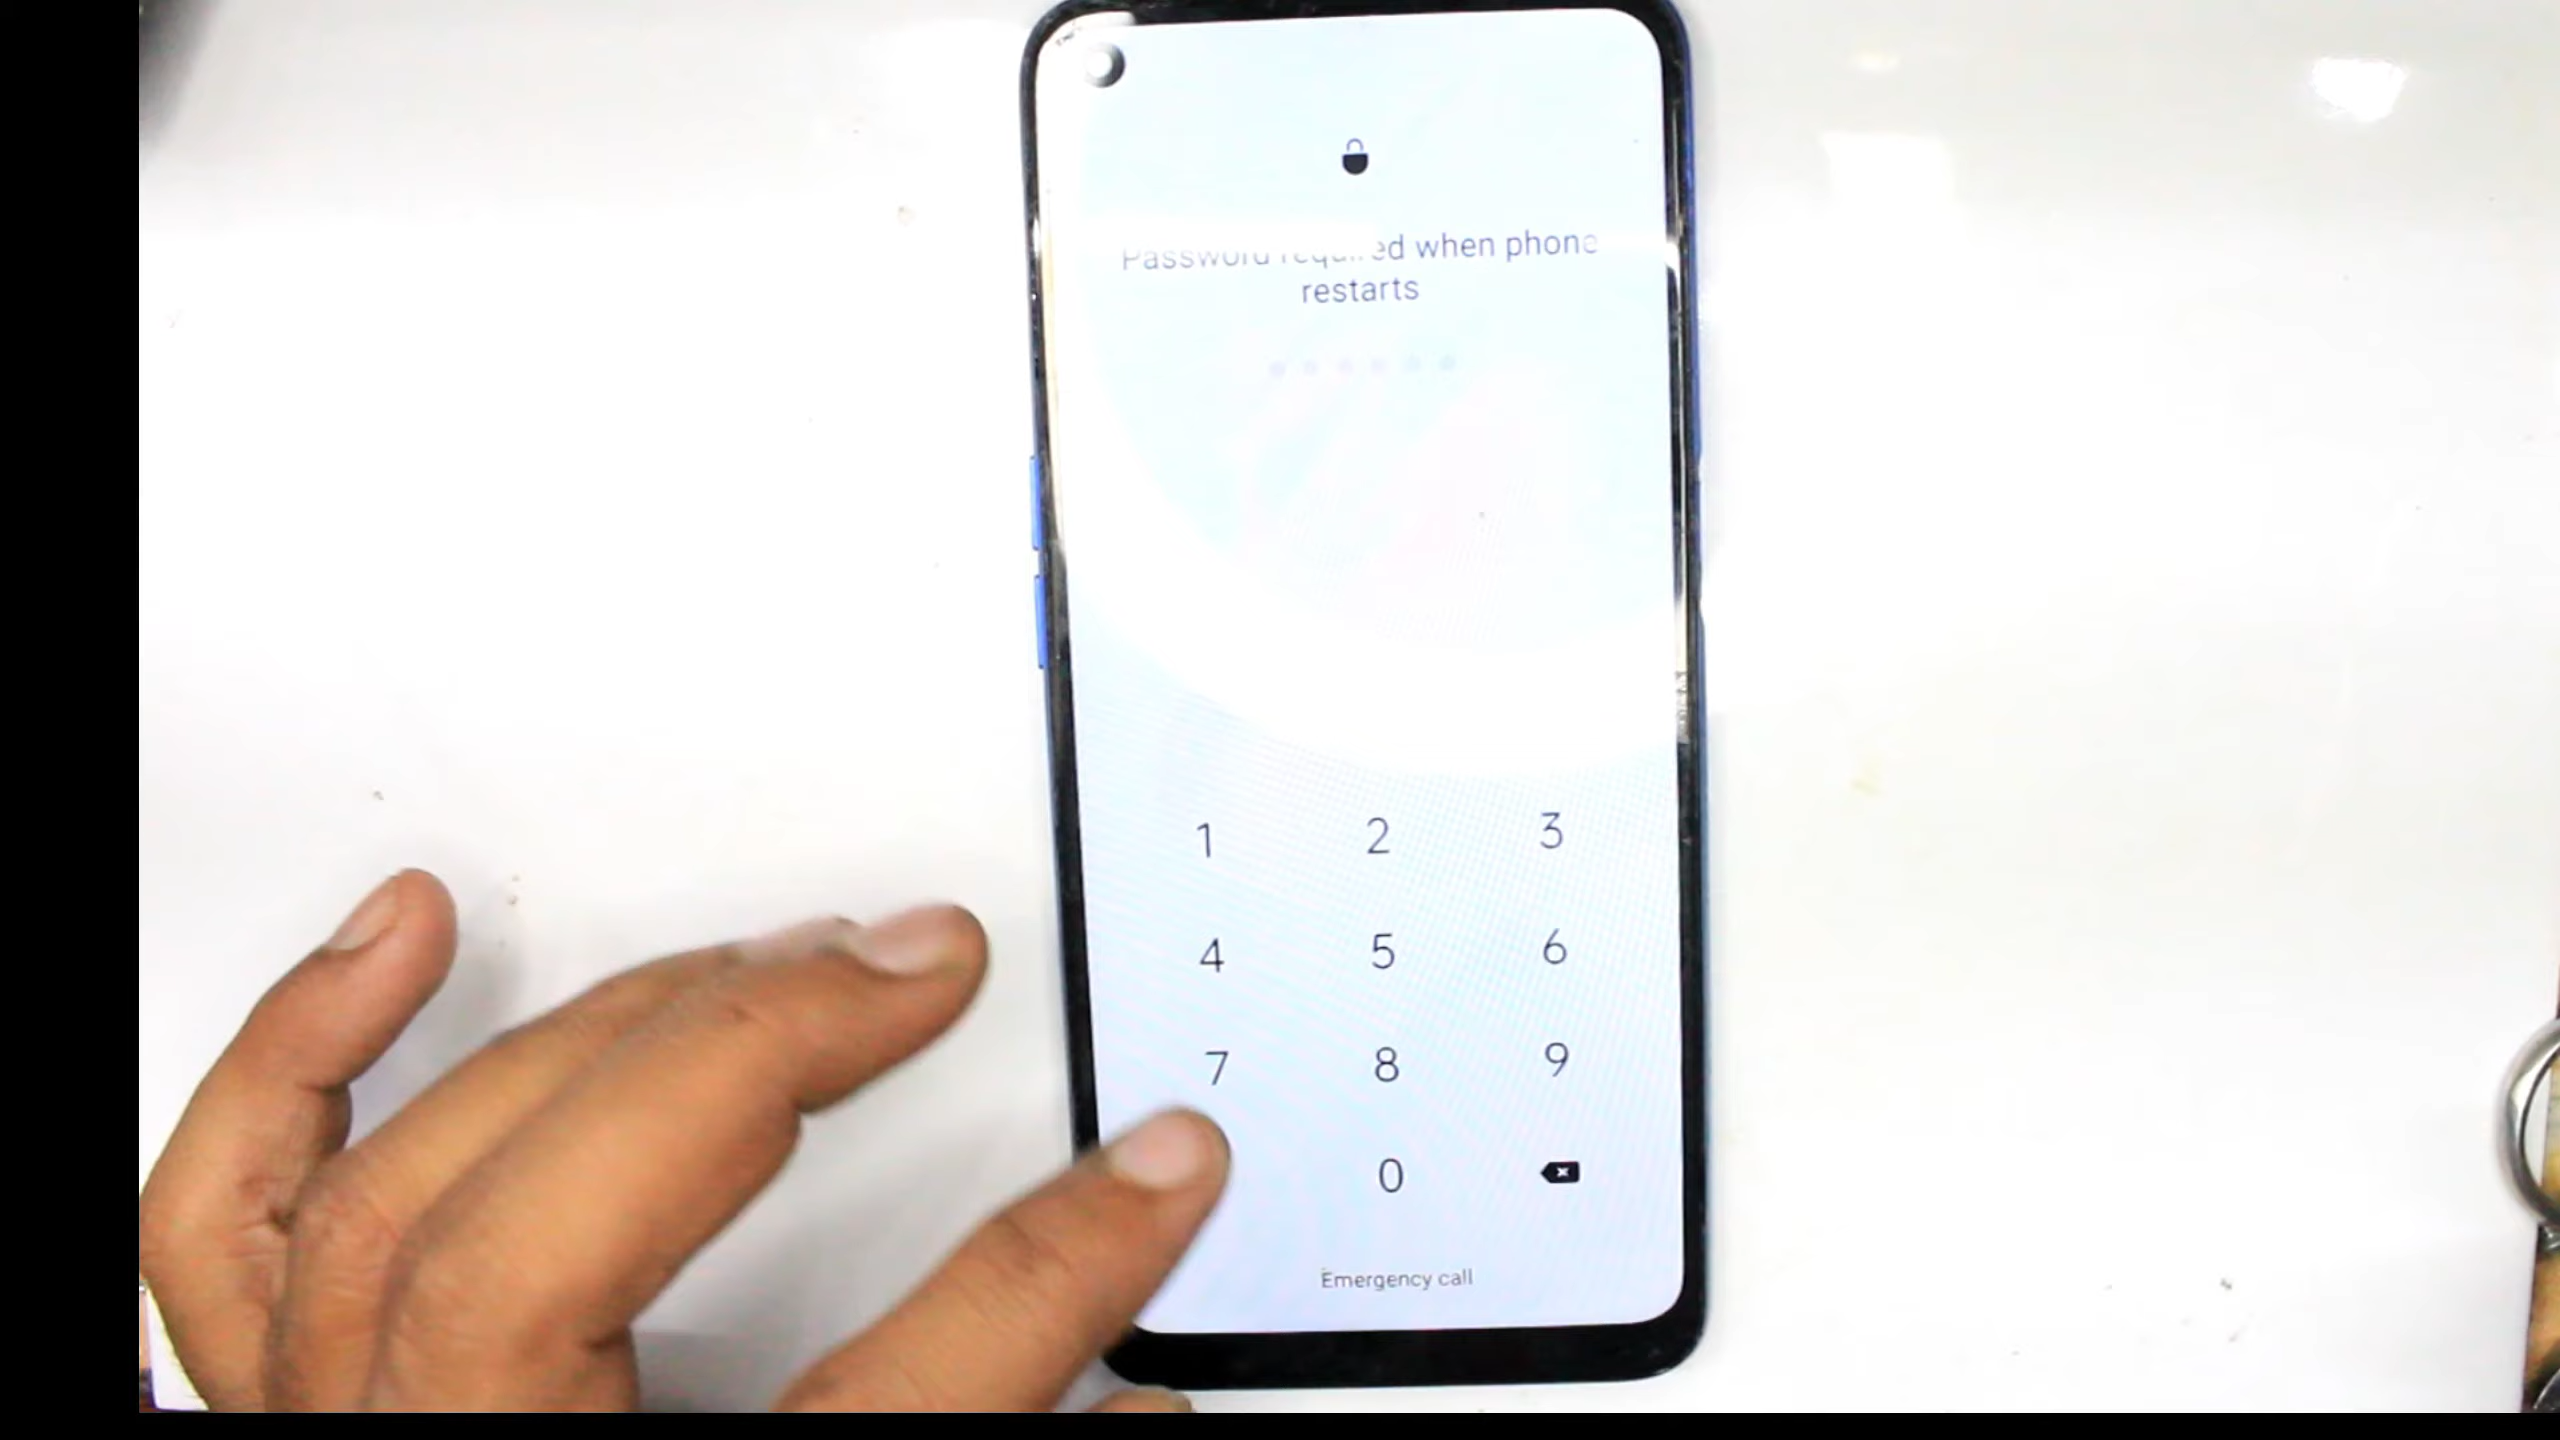 Password required when phone
restarts
1 2 3
4 5 6
7 8 9
0
Emergency call